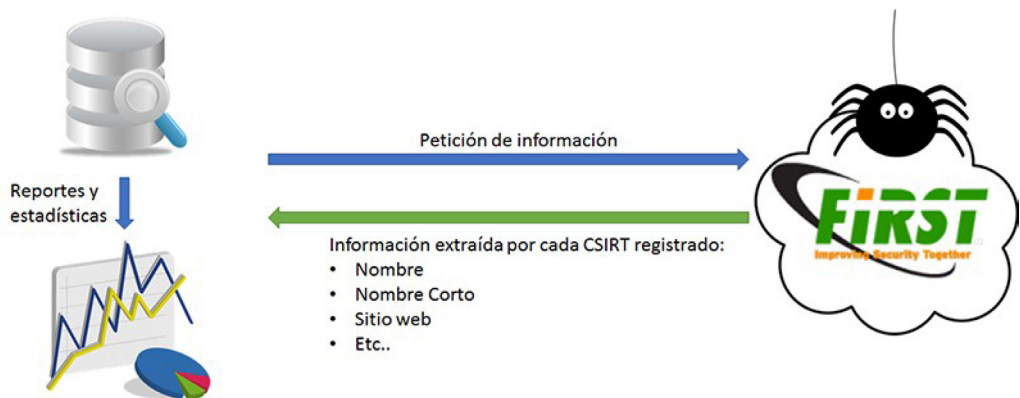 Petición de información
Reportes y
estadísticas
Información extraída por cada CSIRT registrado:
• Nombre
• Nombre Corto
• Sitio web
• Etc..
FiRST
Improving Security Together